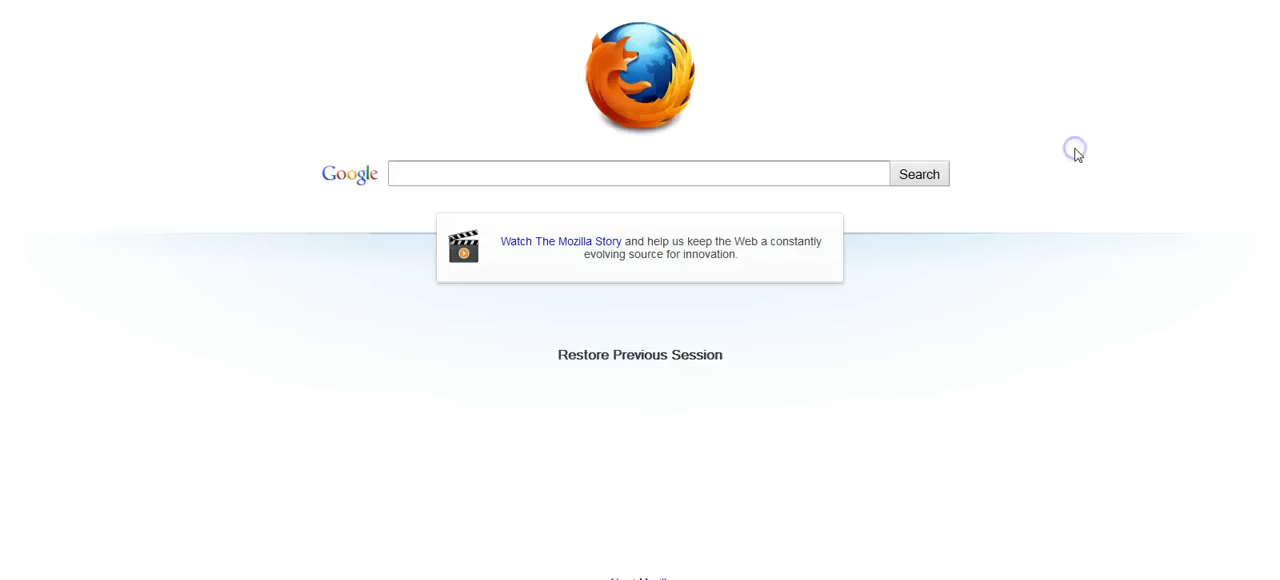 Google
Search
Watch The Mozilla Story and help us keep the Web a constantly
evolving source for innovation.
Restore Previous Session